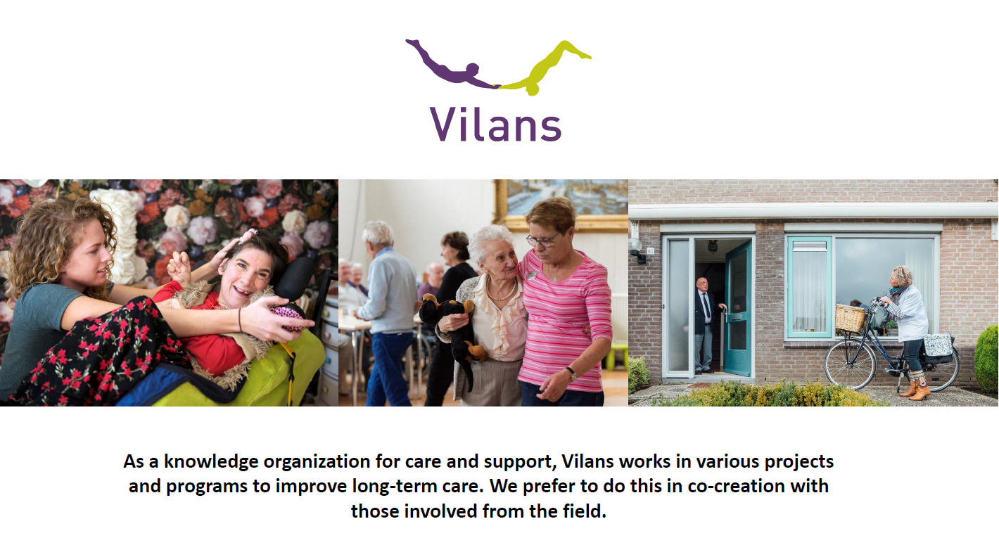 Vilans
60
As a knowledge organization for care and support, Vilans works in various projects
and programs to improve long-term care. We prefer to do this in co-creation with
those involved from the field.